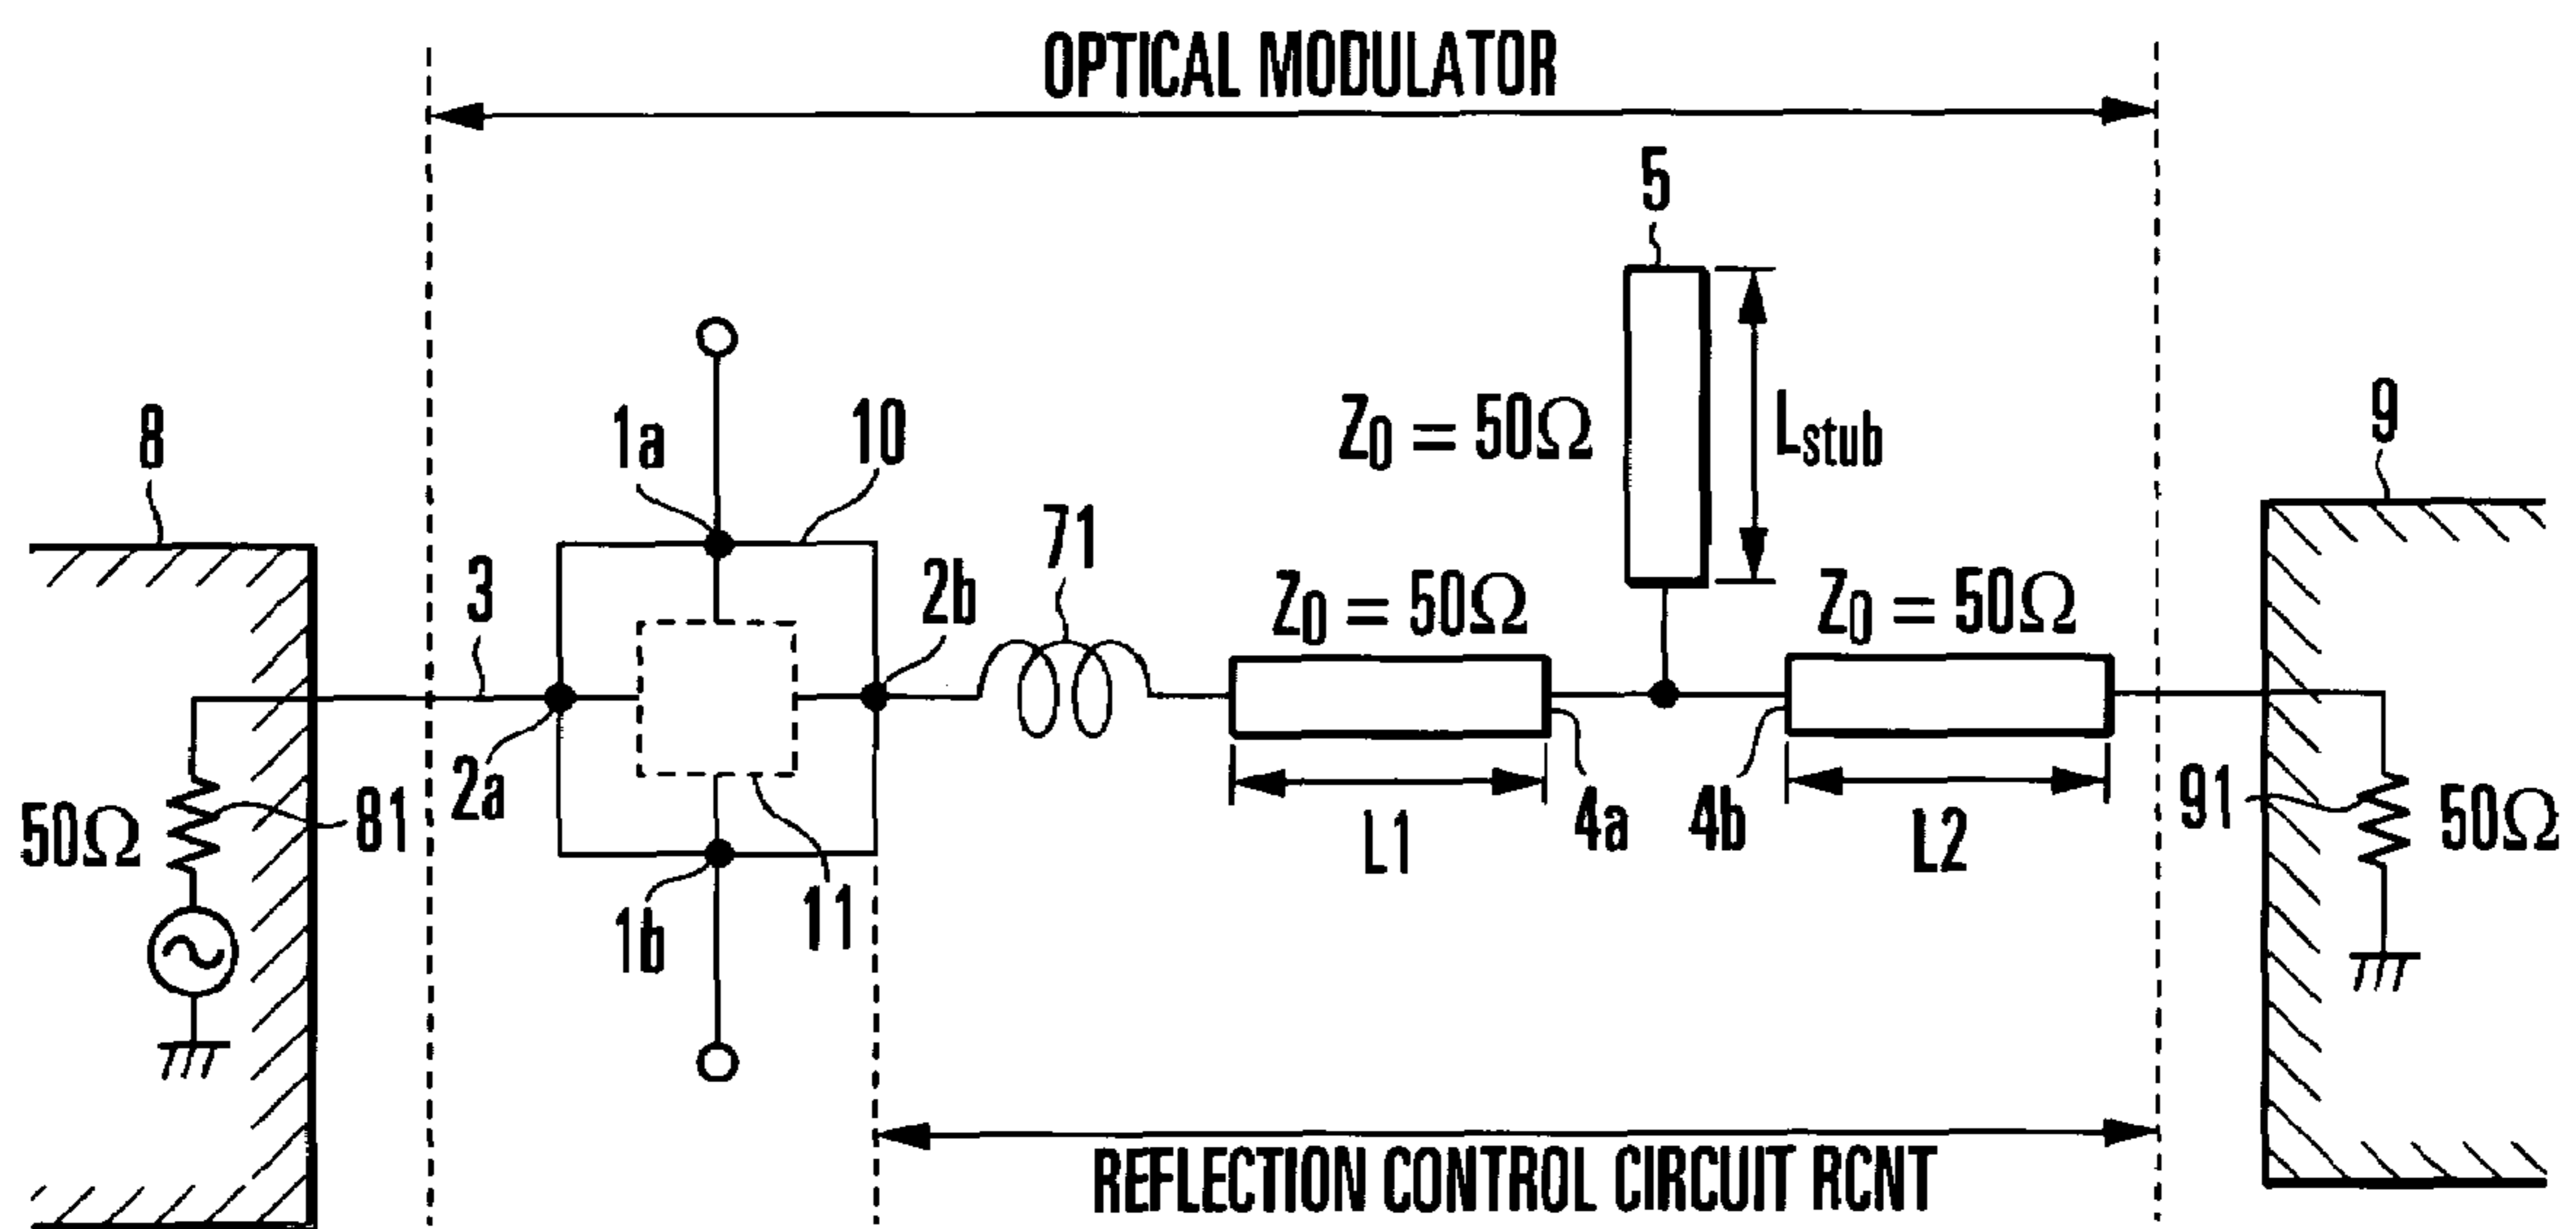 OPTICAL MODULATOR
5
8
1a
10
Z0 = 50Ω
Lstub
9
3
71
2b
Z0 = 50Ω
Z0 = 50Ω
2a
50Ω
81
4a
4b
91
50Ω
L1
L2
1b
11
REFLECTION CONTROL CIRCUIT RCNT